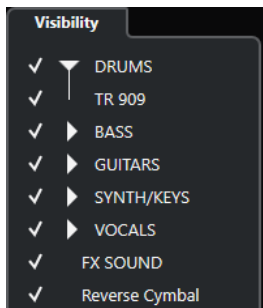 Visibility
DRUMS
TR 909
BASS
GUITARS
SYNTH/KEYS
VOCALS
FX SOUND
Reverse Cymbal